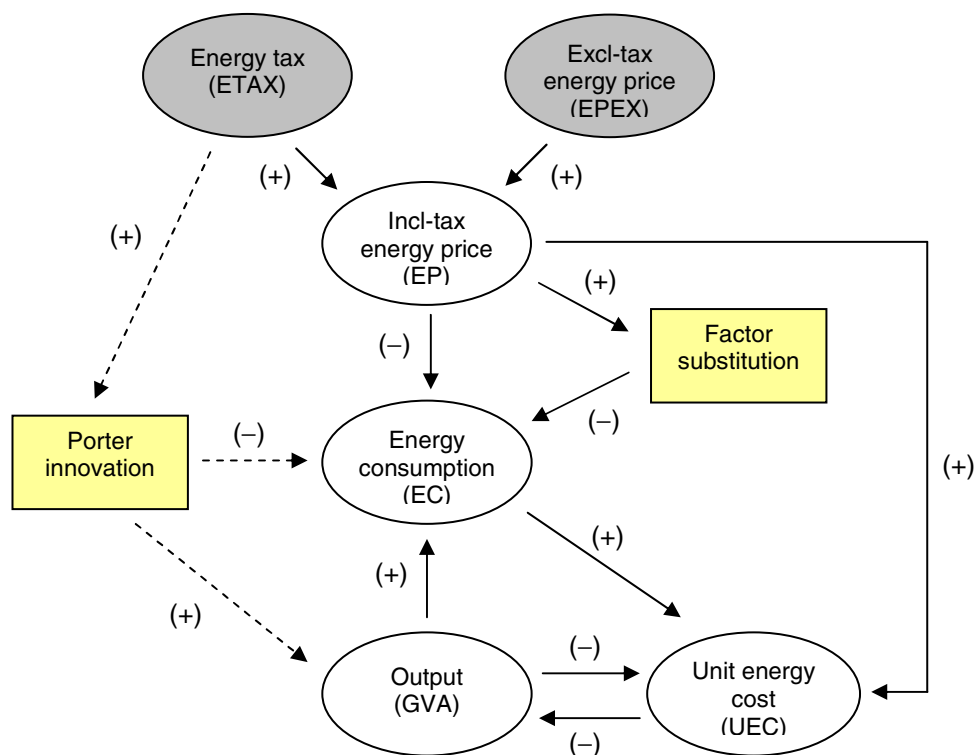 Energy tax
(ETAX)
Excl-tax
energy price
(EPEX)
(+)
(+)
(+)
Incl-tax
energy price
(EP)
(+)
(−)
Factor
substitution
(−)
Porter
innovation
(−)
Energy
consumption
(EC)
(+)
(+)
(+)
(+)
Output
(GVA)
(−)
(−)
Unit energy
cost
(UEC)